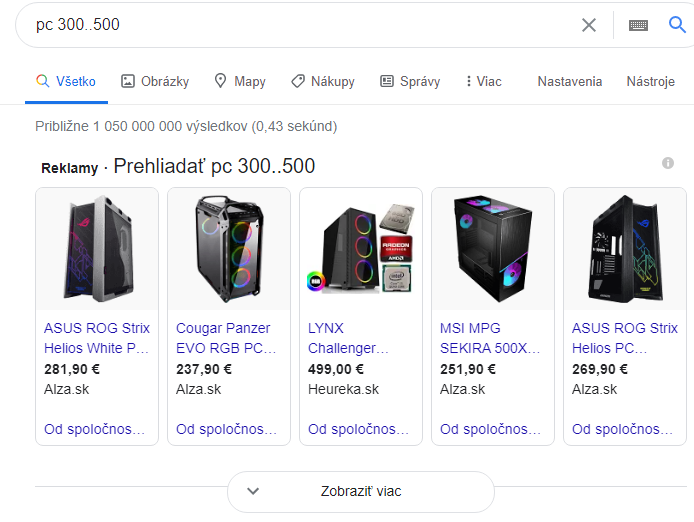 pc 300..500
Všetko
Obrázky
Mapy
Nákupy
Správy
Viac
Nastavenia
Nástroje
Približne 1 050 000 000 výsledkov (0,43 sekúnd)
Reklamy · Prehliadať pc 300..500
ASUS ROG Strix
Helios White P…
281,90 €
Alza.sk
Od spoločnos…
Cougar Panzer
EVO RGB PC…
237,90 €
Alza.sk
Od spoločnos…
RADEON
GRAPHICS
AMD
RGB
LYNX
Challenger…
499,00 €
Heureka.sk
Od spoločnos…
MSI MPG
SEKIRA 500X…
251,90 €
Alza.sk
Od spoločnos…
ASUS ROG Strix
Helios PC…
269,90 €
Alza.sk
Od spoločnos…
Zobraziť viac